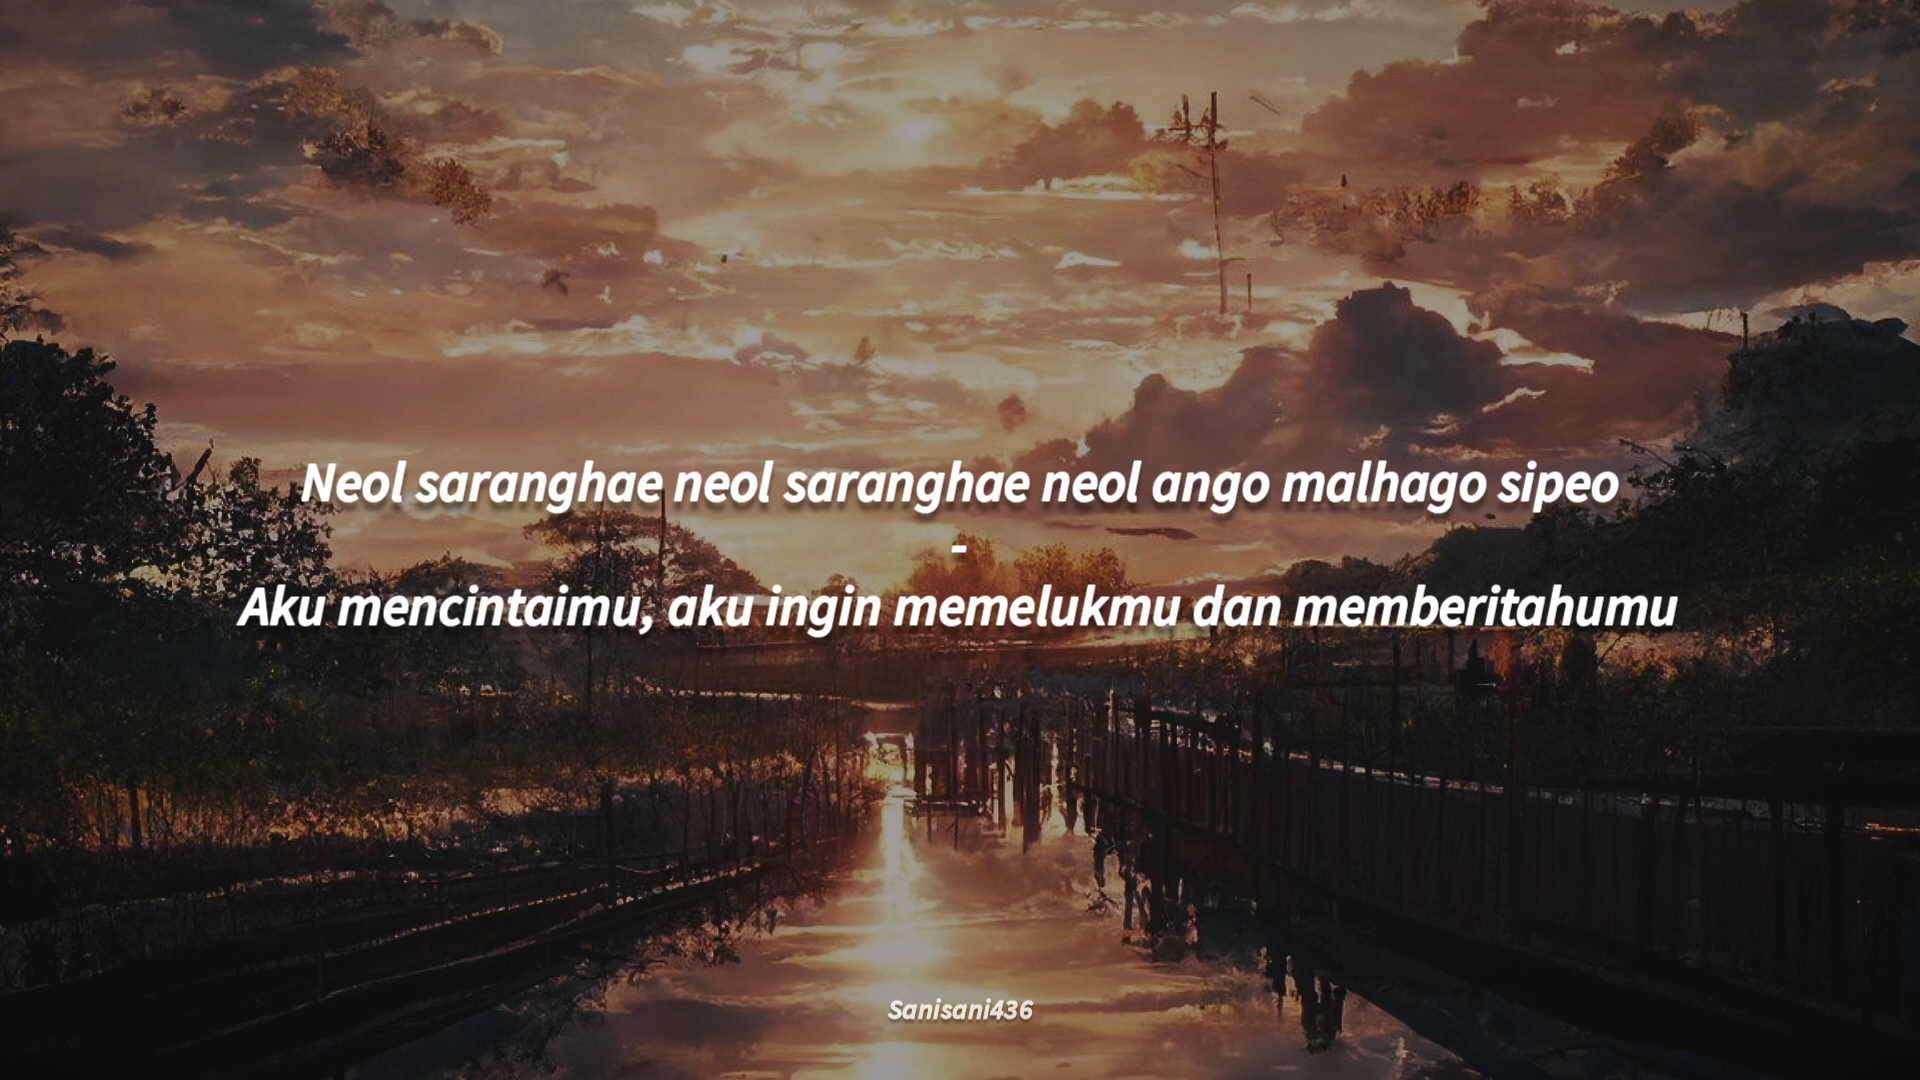 Neol saranghae neol saranghae neol ango malhago sipeo
-
Aku mencintaimu, aku ingin memelukmu dan memberitahumu
Sanisani436